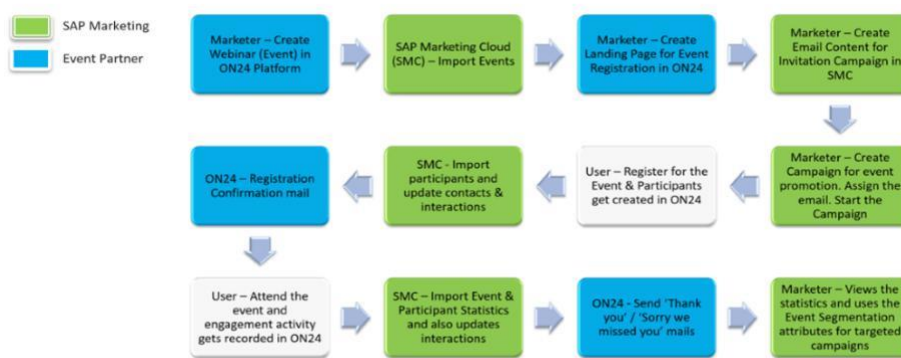 SAP Marketing
Event Partner
Marketer – Create
Webinar (Event) in
ON24 Platform
SAP Marketing Cloud
(SMC) – Import Events
Marketer – Create
Landing Page for Event
Registration in ON24
Marketer – Create
Email Content for
Invitation Campaign in
SMC
Marketer – Create
Campaign for event
promotion. Assign the
email. Start the
Campaign
User – Register for the
Event & Participants
get created in ON24
SMC - Import
participants and
update contacts &
interactions
ON24 – Registration
Confirmation mail
User – Attend the
event and
engagement activity
gets recorded in ON24
SMC – Import Event &
Participant Statistics
and also updates
interactions
ON24 - Send ‘Thank
you’ / ‘Sorry we
missed you’ mails
Marketer – Views the
statistics and uses the
Event Segmentation
attributes for targeted
campaigns